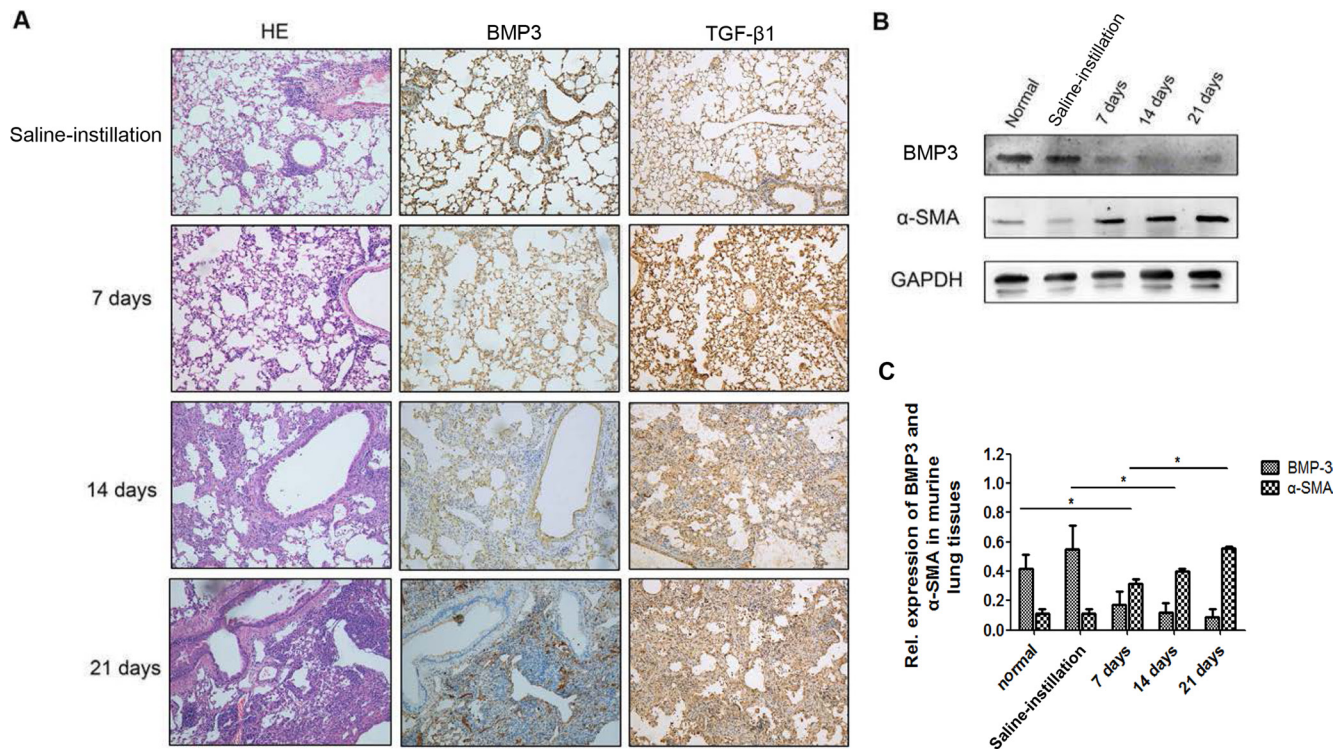 A
HE
BMP3
TGF-β1
Saline-instillation
7 days
14 days
21 days
B
Normal
Saline-instillation
7 days
14 days
21 days
BMP3
α-SMA
GAPDH
C
Rel. expression of BMP3 and
α-SMA in murine
lung tissues
1.2
1.0
0.8
0.6
0.4
0.2
0.0
*
*
*
BMP-3
α-SMA
normal
Saline-instillation
7 days
14 days
21 days